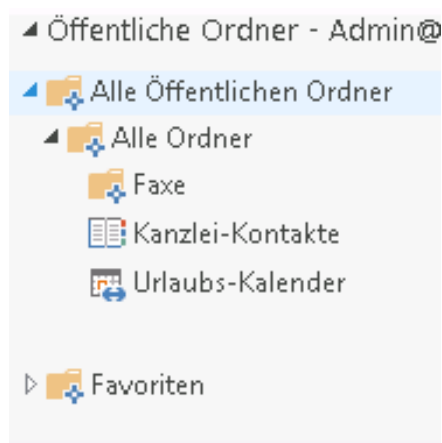 Öffentliche Ordner - Admin@
Alle Öffentlichen Ordner
Alle Ordner
Faxe
Kanzlei-Kontakte
Urlaubs-Kalender
Favoriten